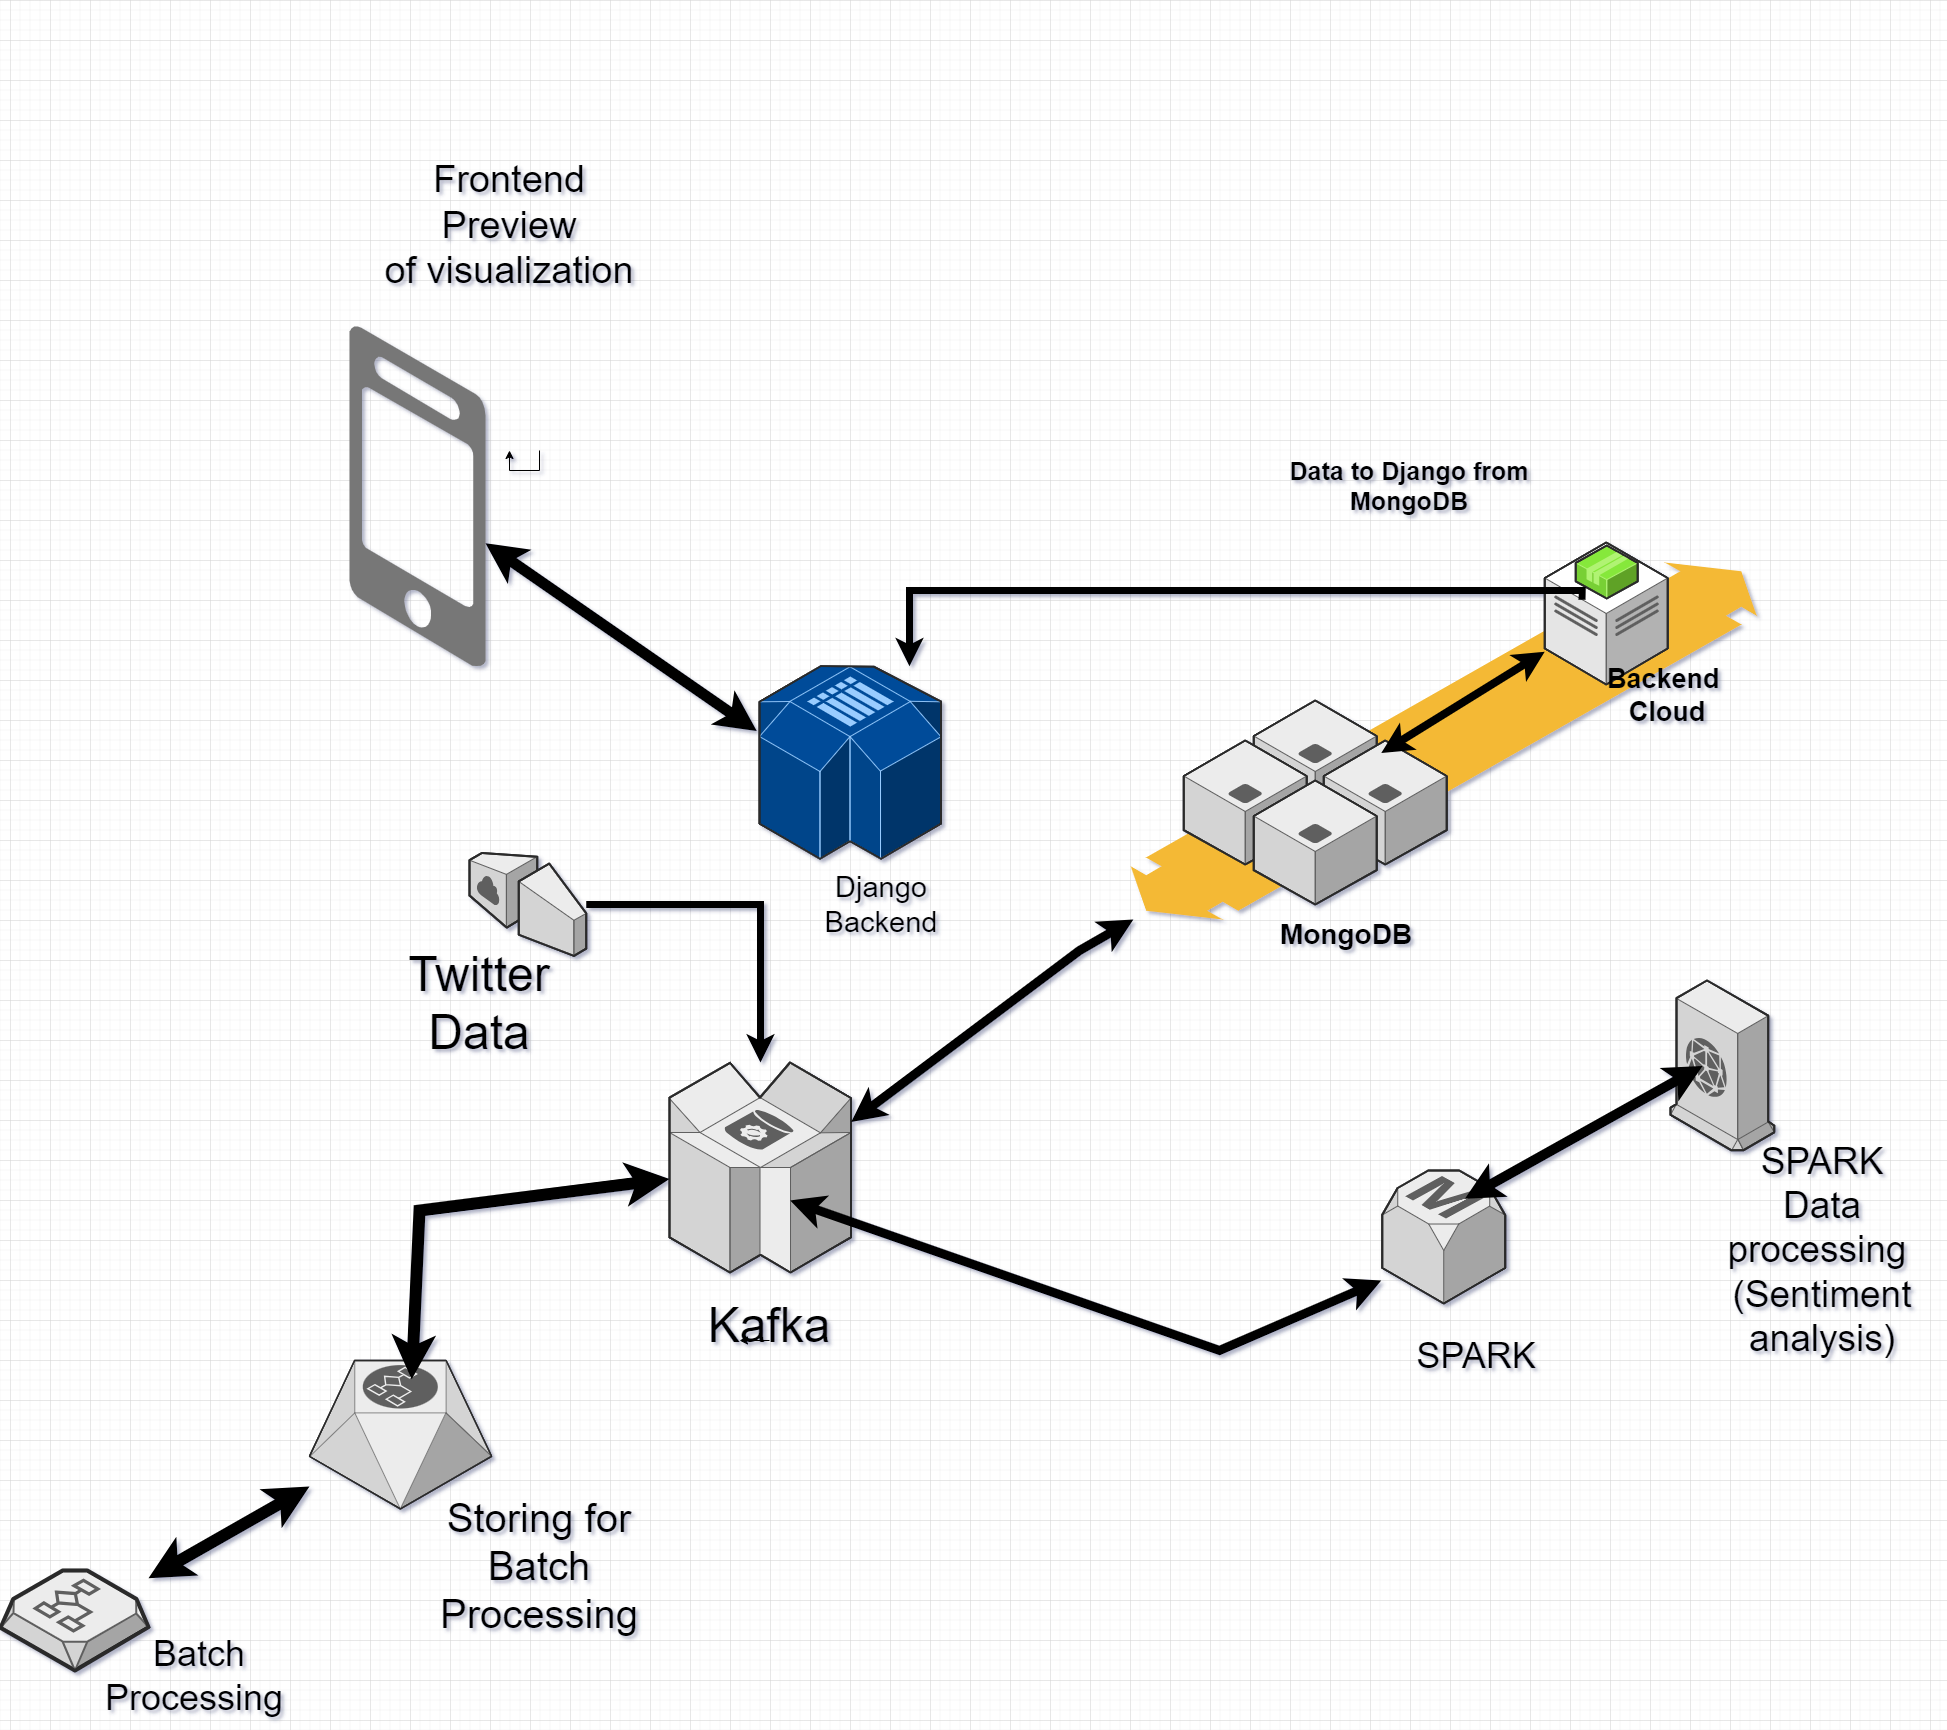 Frontend
Preview
of visualization
Data to Django from
MongoDB
Backend
Cloud
Django
Backend
MongoDB
Twitter
Data
SPARK
Data
processing
(Sentiment
analysis)
Kafka
SPARK
Storing for
Batch
Processing
Batch
Processing